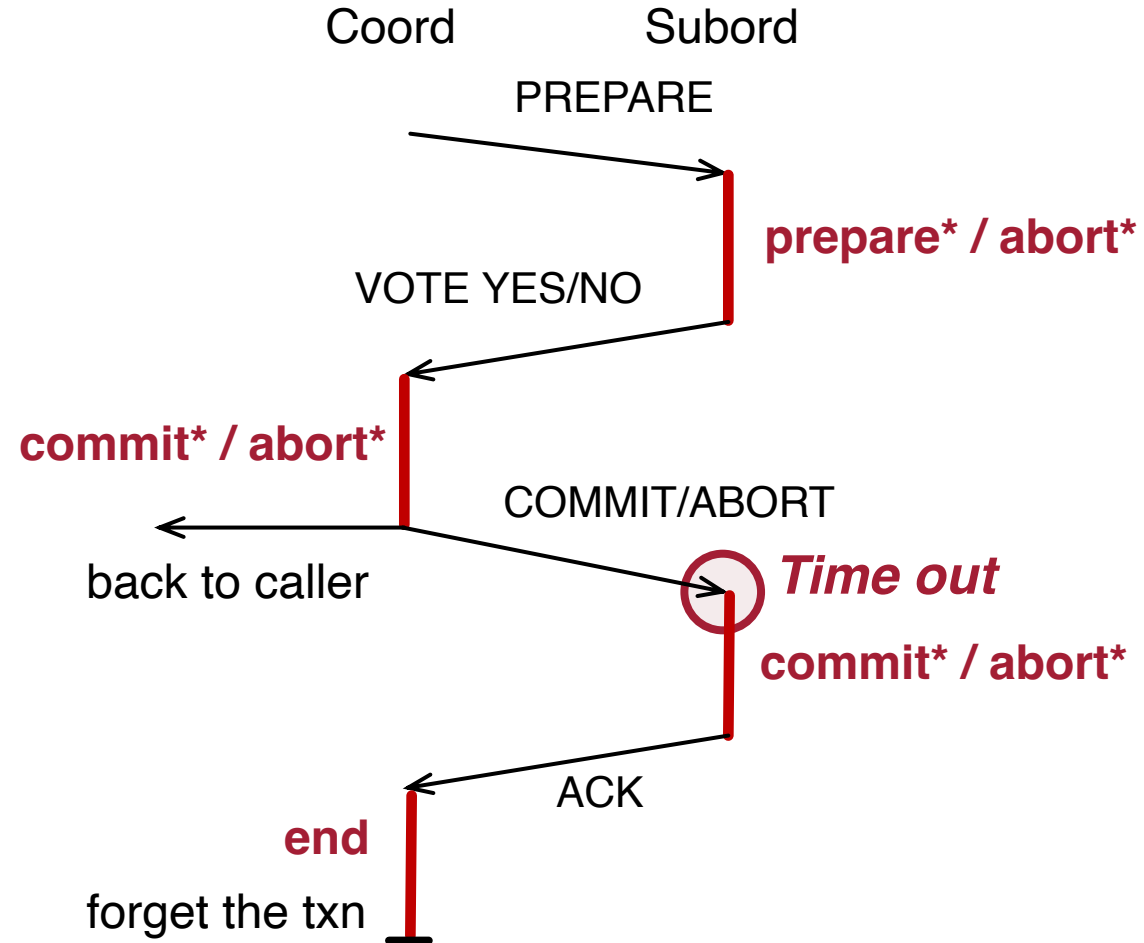 Coord Subord
PREPARE
prepare* / abort*
VOTE YES/NO
commit* / abort*
COMMIT/ABORT
Time out
back to caller
commit* / abort*
ACK
end
forget the txn